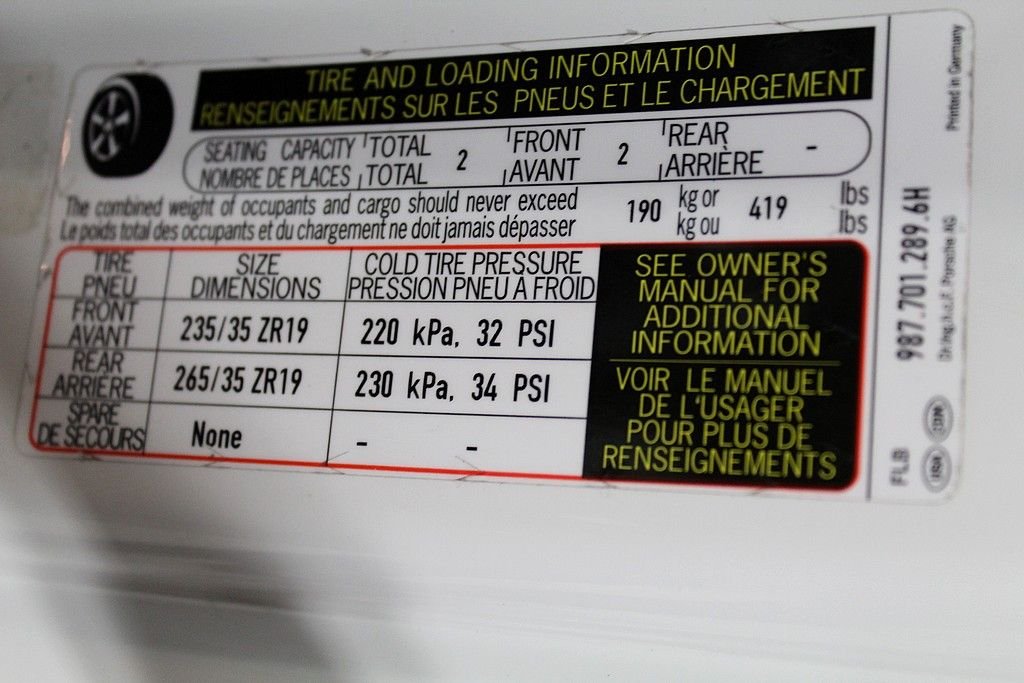 TIRE AND LOADING INFORMATION
RENSEIGNEMENTS SUR LES PNEUS ET LE CHARGEMENT
SEATING CAPACITY TOTAL 2 FRONT 2 REAR -
NOMBRE DE PLACES TOTAL AVANT ARRIÈRE
The combined weight of occupants and cargo should never exceed 190 kg or 419 lbs
Le poids total des occupants et du chargement ne doit jamais dépasser kg ou lbs
TIRE SIZE COLD TIRE PRESSURE
PNEU DIMENSIONS PRESSION PNEU A FROID
FRONT
AVANT 235/35 ZR19 220 kPa, 32 PSI
REAR
ARRIERE 265/35 ZR19 230 kPa, 34 PSI
SPARE
DE SECOURS None - -
SEE OWNER'S
MANUAL FOR
ADDITIONAL
INFORMATION
VOIR LE MANUEL
DE L'USAGER
POUR PLUS DE
RENSEIGNEMENTS
Printed in Germany
987.701.289.6H
Dr.Ing.h.c.F. Porsche AG
FLB